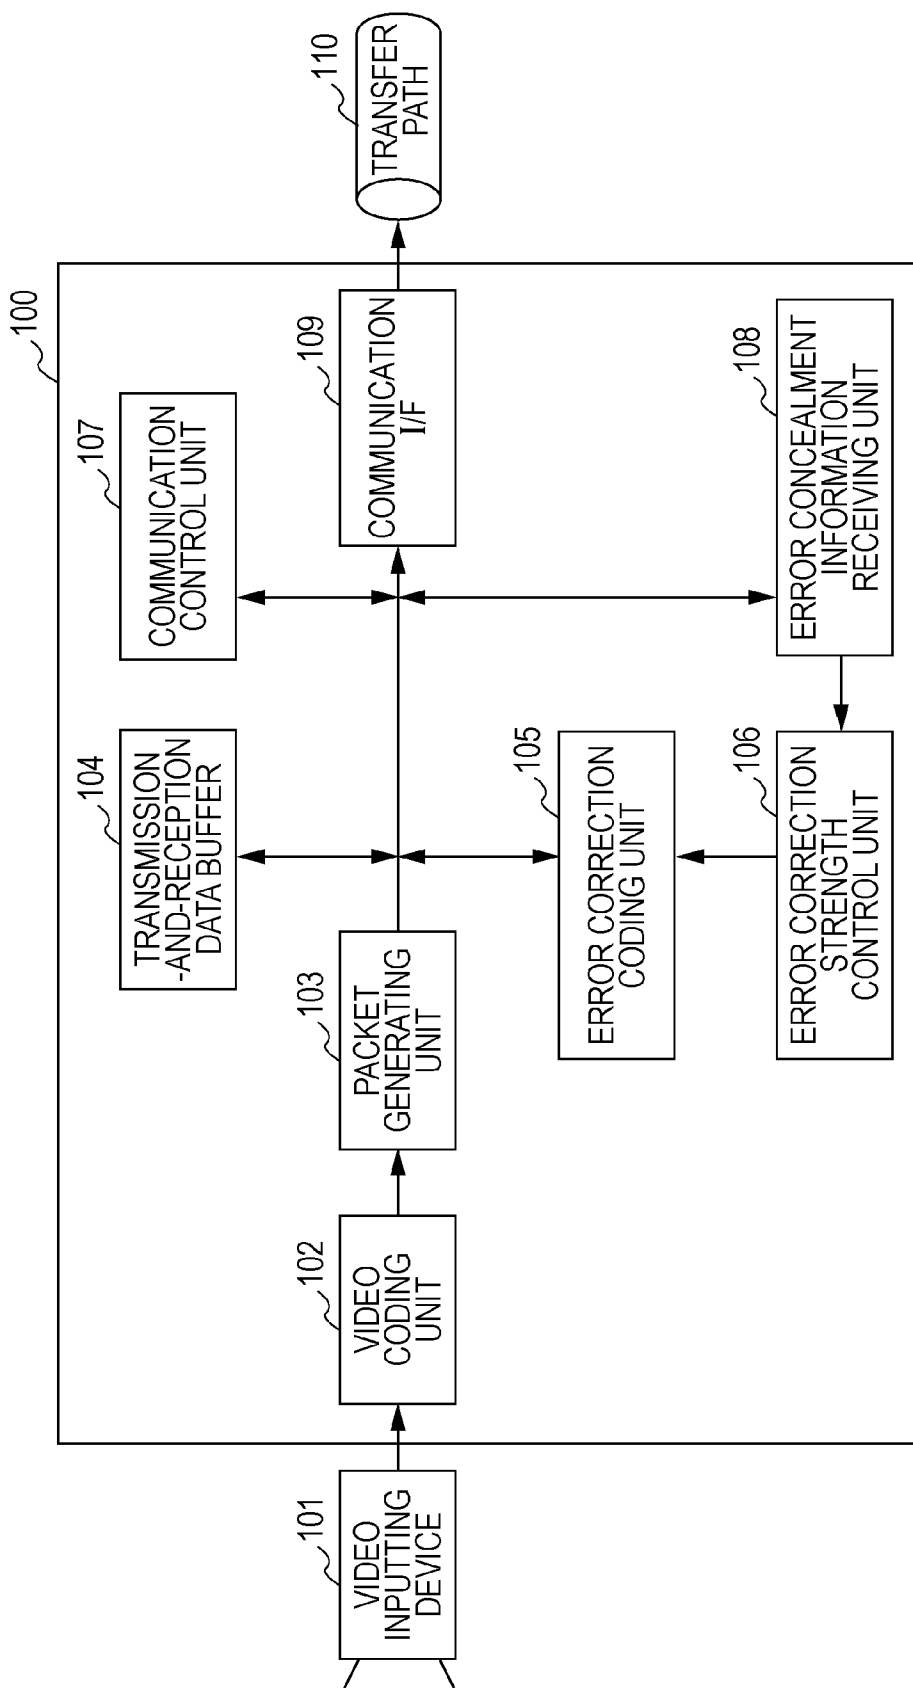 100
101
VIDEO
INPUTTING
DEVICE
102
VIDEO
CODING
UNIT
103
PACKET
GENERATING
UNIT
104
TRANSMISSION
-AND-RECEPTION
DATA BUFFER
107
COMMUNICATION
CONTROL UNIT
109
COMMUNICATION
I/F
110
TRANSFER
PATH
105
ERROR CORRECTION
CODING UNIT
106
ERROR CORRECTION
STRENGTH
CONTROL UNIT
108
ERROR CONCEALMENT
INFORMATION
RECEIVING UNIT